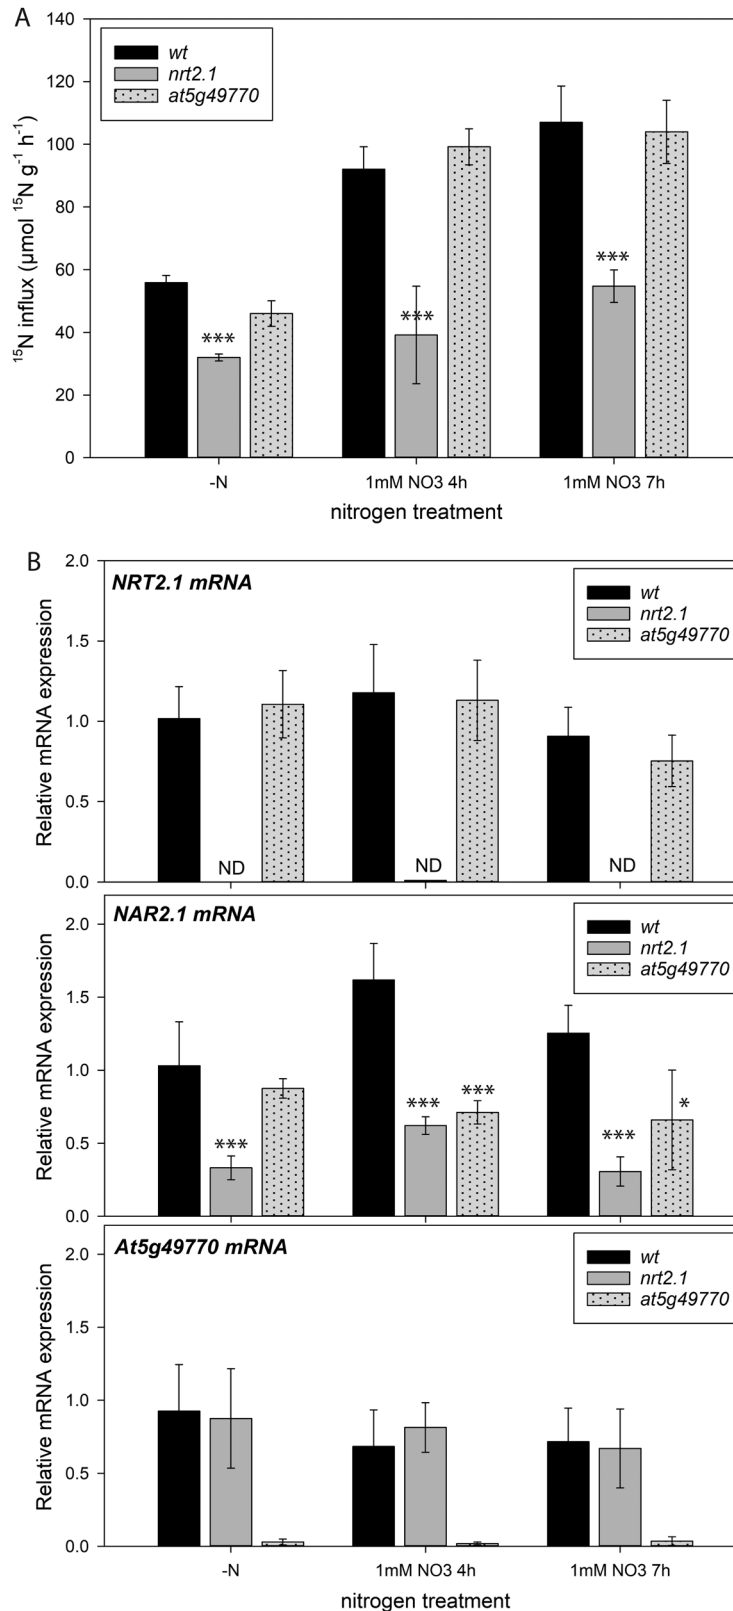 A
140
120
100
80
60
40
20
0
¹⁵N influx (µmol ¹⁵N g⁻¹ h⁻¹)
wt
nrt2.1
at5g49770
***
***
***
-N
1mM NO3 4h
1mM NO3 7h
nitrogen treatment
B
2.0
1.5
1.0
0.5
0.0
Relative mRNA expression
NRT2.1 mRNA
wt
nrt2.1
at5g49770
ND
ND
ND
2.0
1.5
1.0
0.5
0.0
Relative mRNA expression
NAR2.1 mRNA
wt
nrt2.1
at5g49770
***
***
***
***
*
2.0
1.5
1.0
0.5
0.0
Relative mRNA expression
At5g49770 mRNA
wt
nrt2.1
at5g49770
-N
1mM NO3 4h
1mM NO3 7h
nitrogen treatment